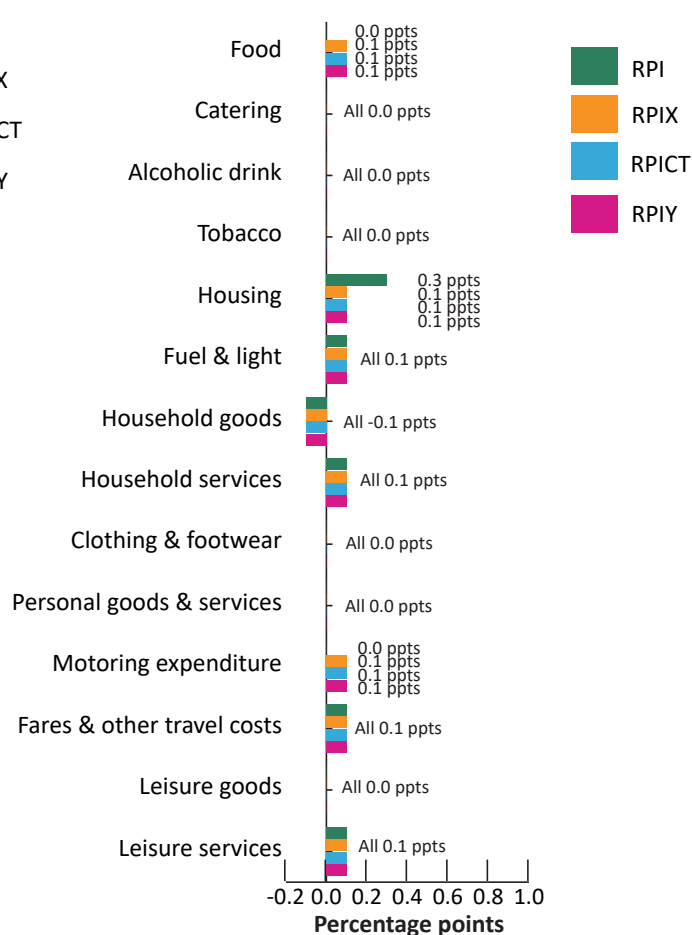 X
CT
Y
Food
0.0 ppts
0.1 ppts
0.1 ppts
0.1 ppts
Catering
All 0.0 ppts
Alcoholic drink
All 0.0 ppts
Tobacco
All 0.0 ppts
Housing
0.3 ppts
0.1 ppts
0.1 ppts
0.1 ppts
Fuel & light
All 0.1 ppts
Household goods
All -0.1 ppts
Household services
All 0.1 ppts
Clothing & footwear
All 0.0 ppts
Personal goods & services
All 0.0 ppts
Motoring expenditure
0.0 ppts
0.1 ppts
0.1 ppts
0.1 ppts
Fares & other travel costs
All 0.1 ppts
Leisure goods
All 0.0 ppts
Leisure services
All 0.1 ppts
-0.2 0.0 0.2 0.4 0.6 0.8 1.0
Percentage points
RPI
RPIX
RPICT
RPIY